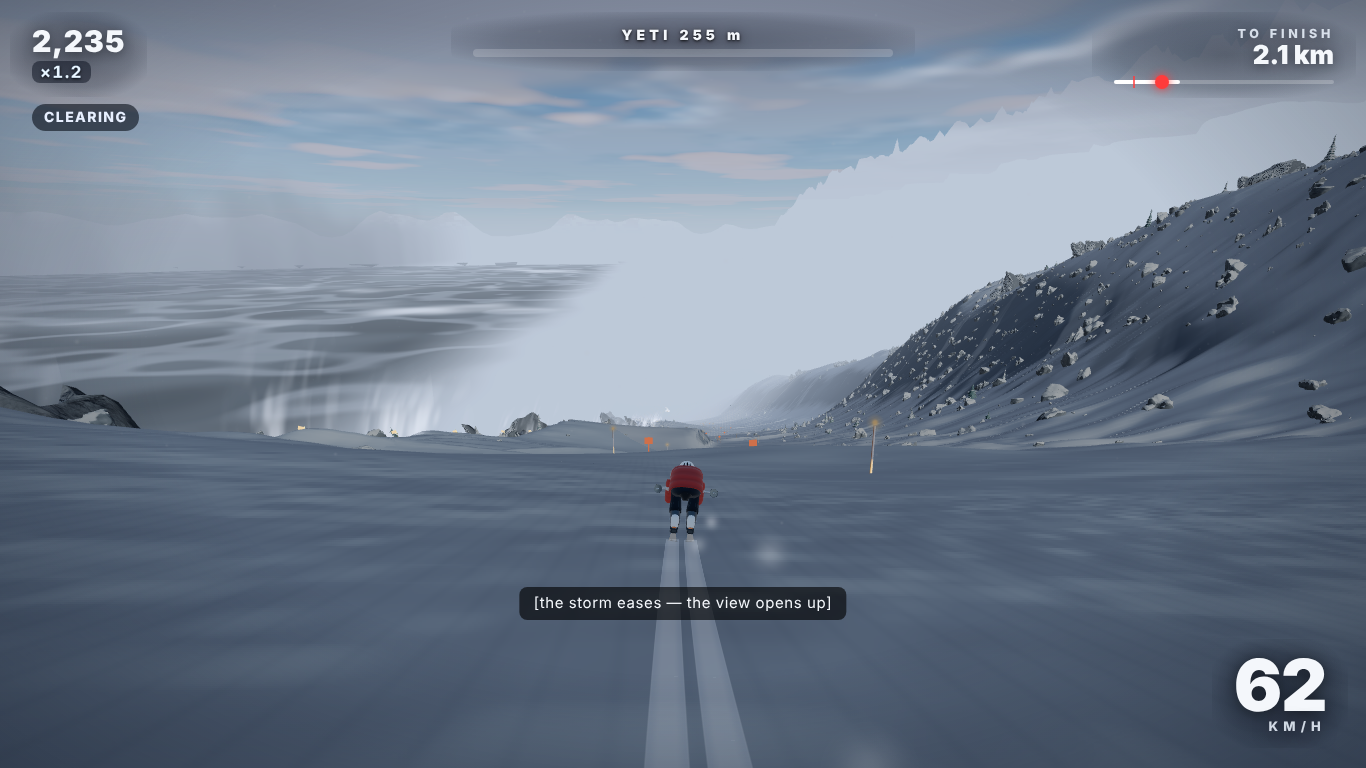 2,235
×1.2
CLEARING
YETI 255 m
TO FINISH
2.1 km
[the storm eases — the view opens up]
62
KM/H